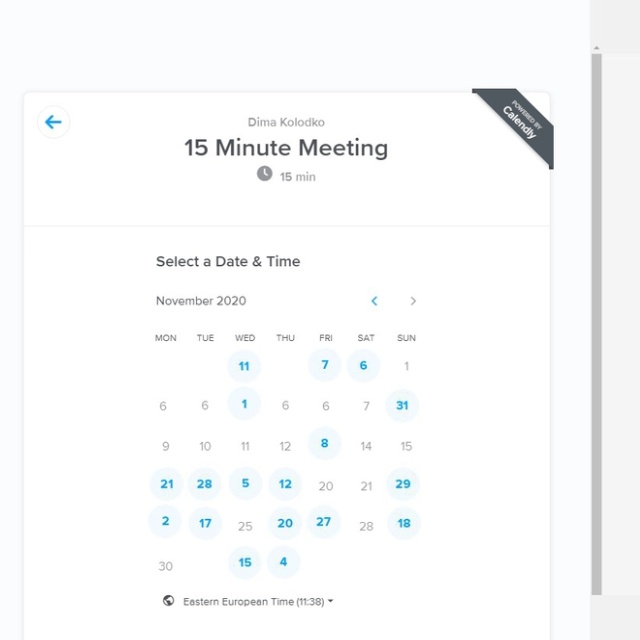 POWERED BY
Calendly
Dima Kolodko
15 Minute Meeting
15 min
Select a Date & Time
November 2020
MON TUE WED THU FRI SAT SUN
11 7 6 1
6 6 1 6 6 7 31
9 10 11 12 8 14 15
21 28 5 12 20 21 29
2 17 25 20 27 28 18
30 15 4
Eastern European Time (11:38)